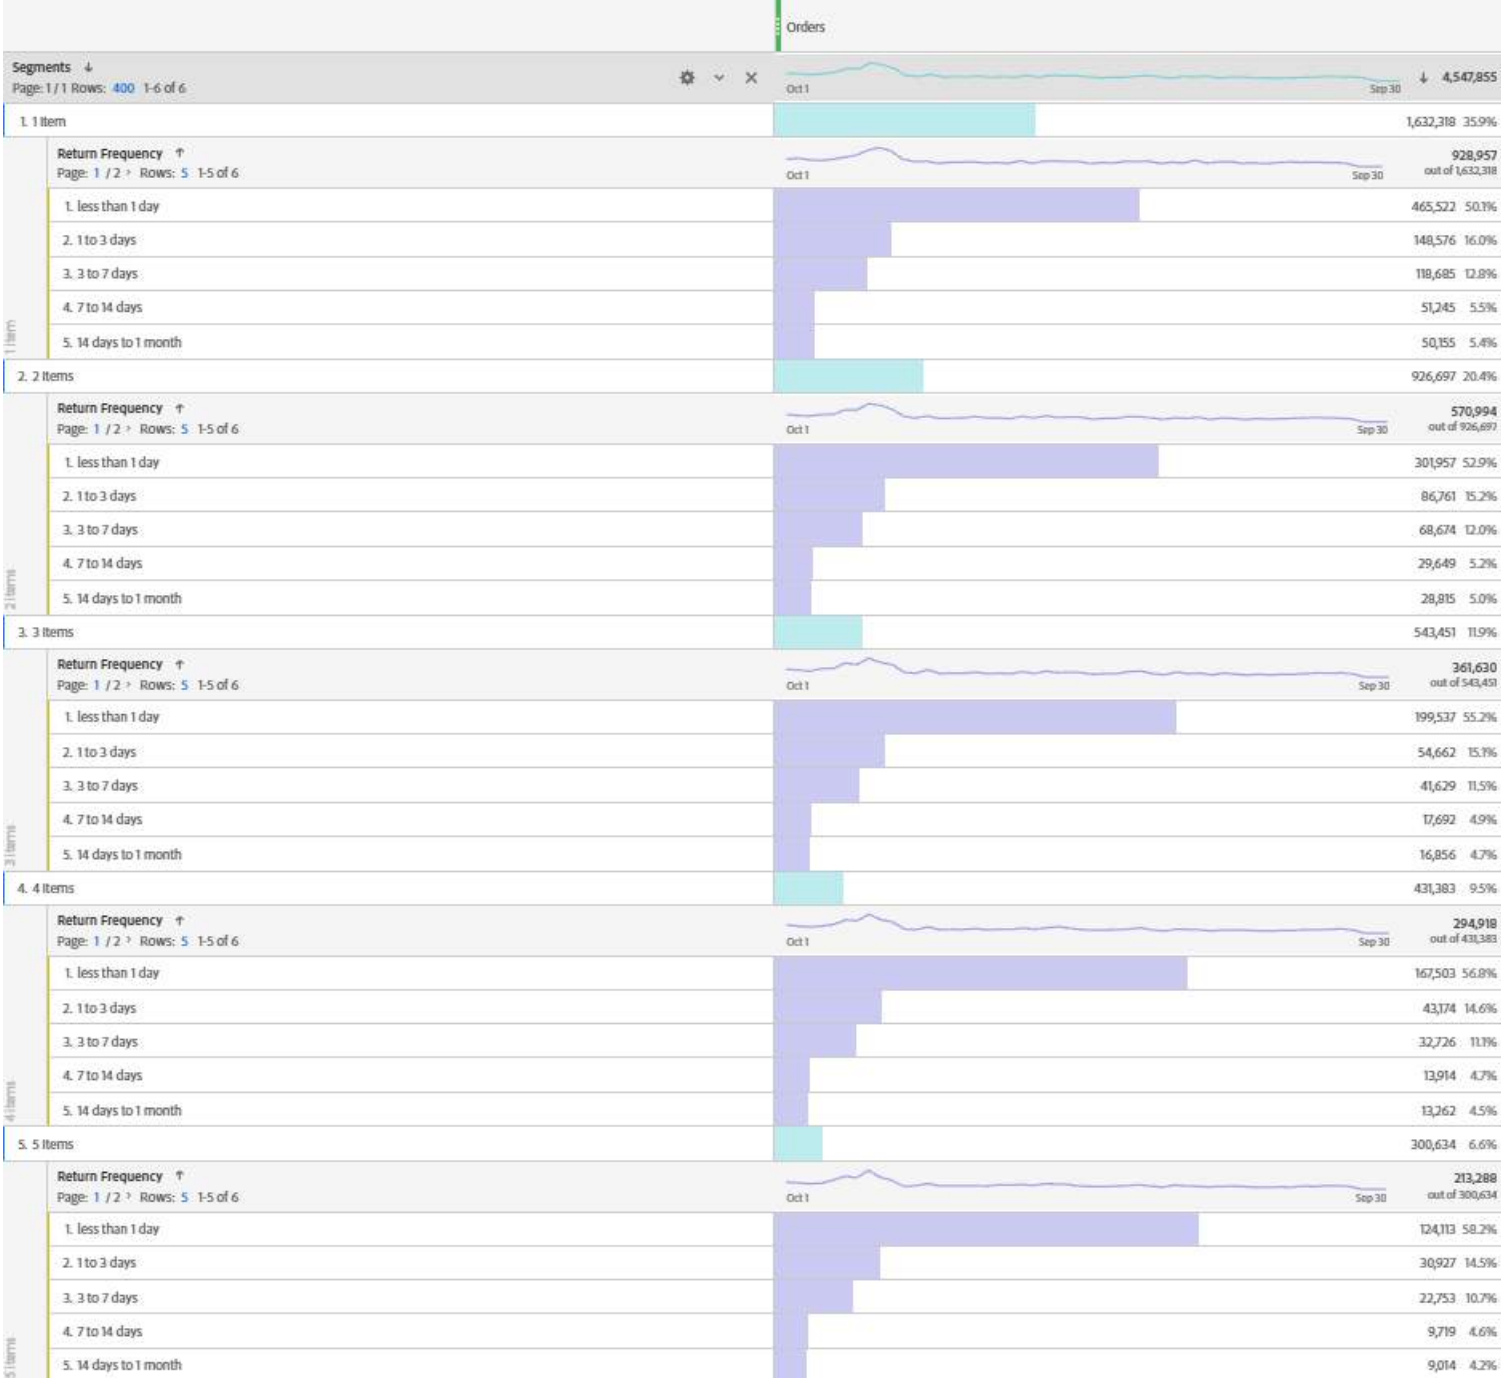 Orders
Segments ↓
Page: 1 / 1 Rows: 400 1-6 of 6
Oct 1
Sep 30
↓ 4,547,855
1. 1 Item
1,632,318 35.9%
Return Frequency ↑
Page: 1 / 2 > Rows: 5 1-5 of 6
Oct 1
Sep 30
928,957
out of 1,632,318
1. less than 1 day
465,522 50.1%
2. 1 to 3 days
148,576 16.0%
3. 3 to 7 days
118,685 12.8%
4. 7 to 14 days
51,245 5.5%
5. 14 days to 1 month
50,155 5.4%
1 Item
2. 2 Items
926,697 20.4%
Return Frequency ↑
Page: 1 / 2 > Rows: 5 1-5 of 6
Oct 1
Sep 30
570,994
out of 926,697
1. less than 1 day
301,957 52.9%
2. 1 to 3 days
86,761 15.2%
3. 3 to 7 days
68,674 12.0%
4. 7 to 14 days
29,649 5.2%
5. 14 days to 1 month
28,815 5.0%
2 Items
3. 3 Items
543,451 11.9%
Return Frequency ↑
Page: 1 / 2 > Rows: 5 1-5 of 6
Oct 1
Sep 30
361,630
out of 543,451
1. less than 1 day
199,537 55.2%
2. 1 to 3 days
54,662 15.1%
3. 3 to 7 days
41,629 11.5%
4. 7 to 14 days
17,692 4.9%
5. 14 days to 1 month
16,856 4.7%
3 Items
4. 4 Items
431,383 9.5%
Return Frequency ↑
Page: 1 / 2 > Rows: 5 1-5 of 6
Oct 1
Sep 30
294,918
out of 431,383
1. less than 1 day
167,503 56.8%
2. 1 to 3 days
43,174 14.6%
3. 3 to 7 days
32,726 11.1%
4. 7 to 14 days
13,914 4.7%
5. 14 days to 1 month
13,262 4.5%
4 Items
5. 5 Items
300,634 6.6%
Return Frequency ↑
Page: 1 / 2 > Rows: 5 1-5 of 6
Oct 1
Sep 30
213,288
out of 300,634
1. less than 1 day
124,113 58.2%
2. 1 to 3 days
30,927 14.5%
3. 3 to 7 days
22,753 10.7%
4. 7 to 14 days
9,719 4.6%
5. 14 days to 1 month
9,014 4.2%
5 Items